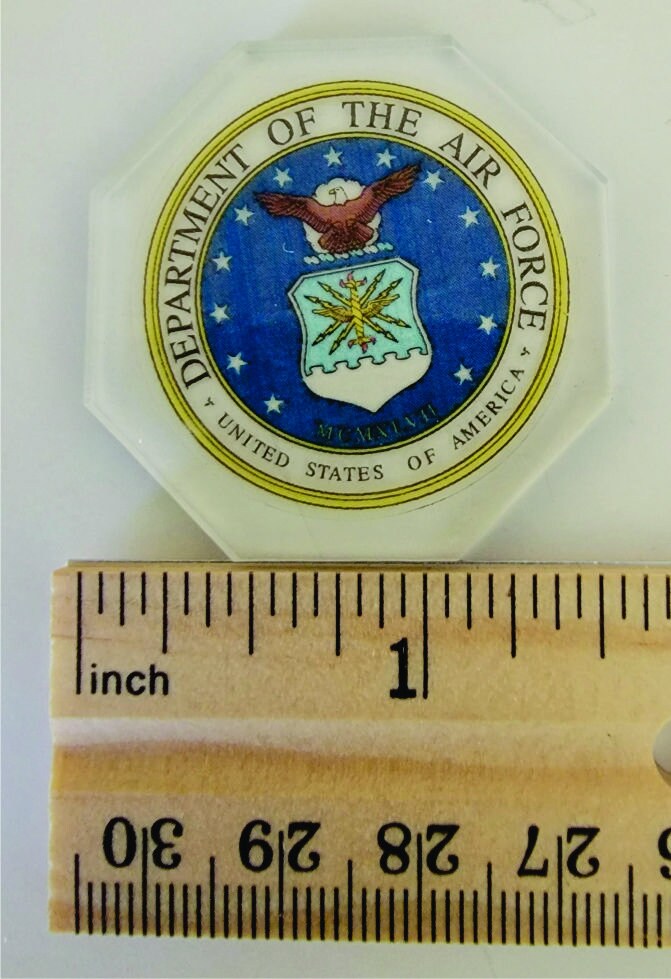 DEPARTMENT OF THE AIR FORCE
MCMXLVII
UNITED STATES OF AMERICA
inch
1
30 29 28 27